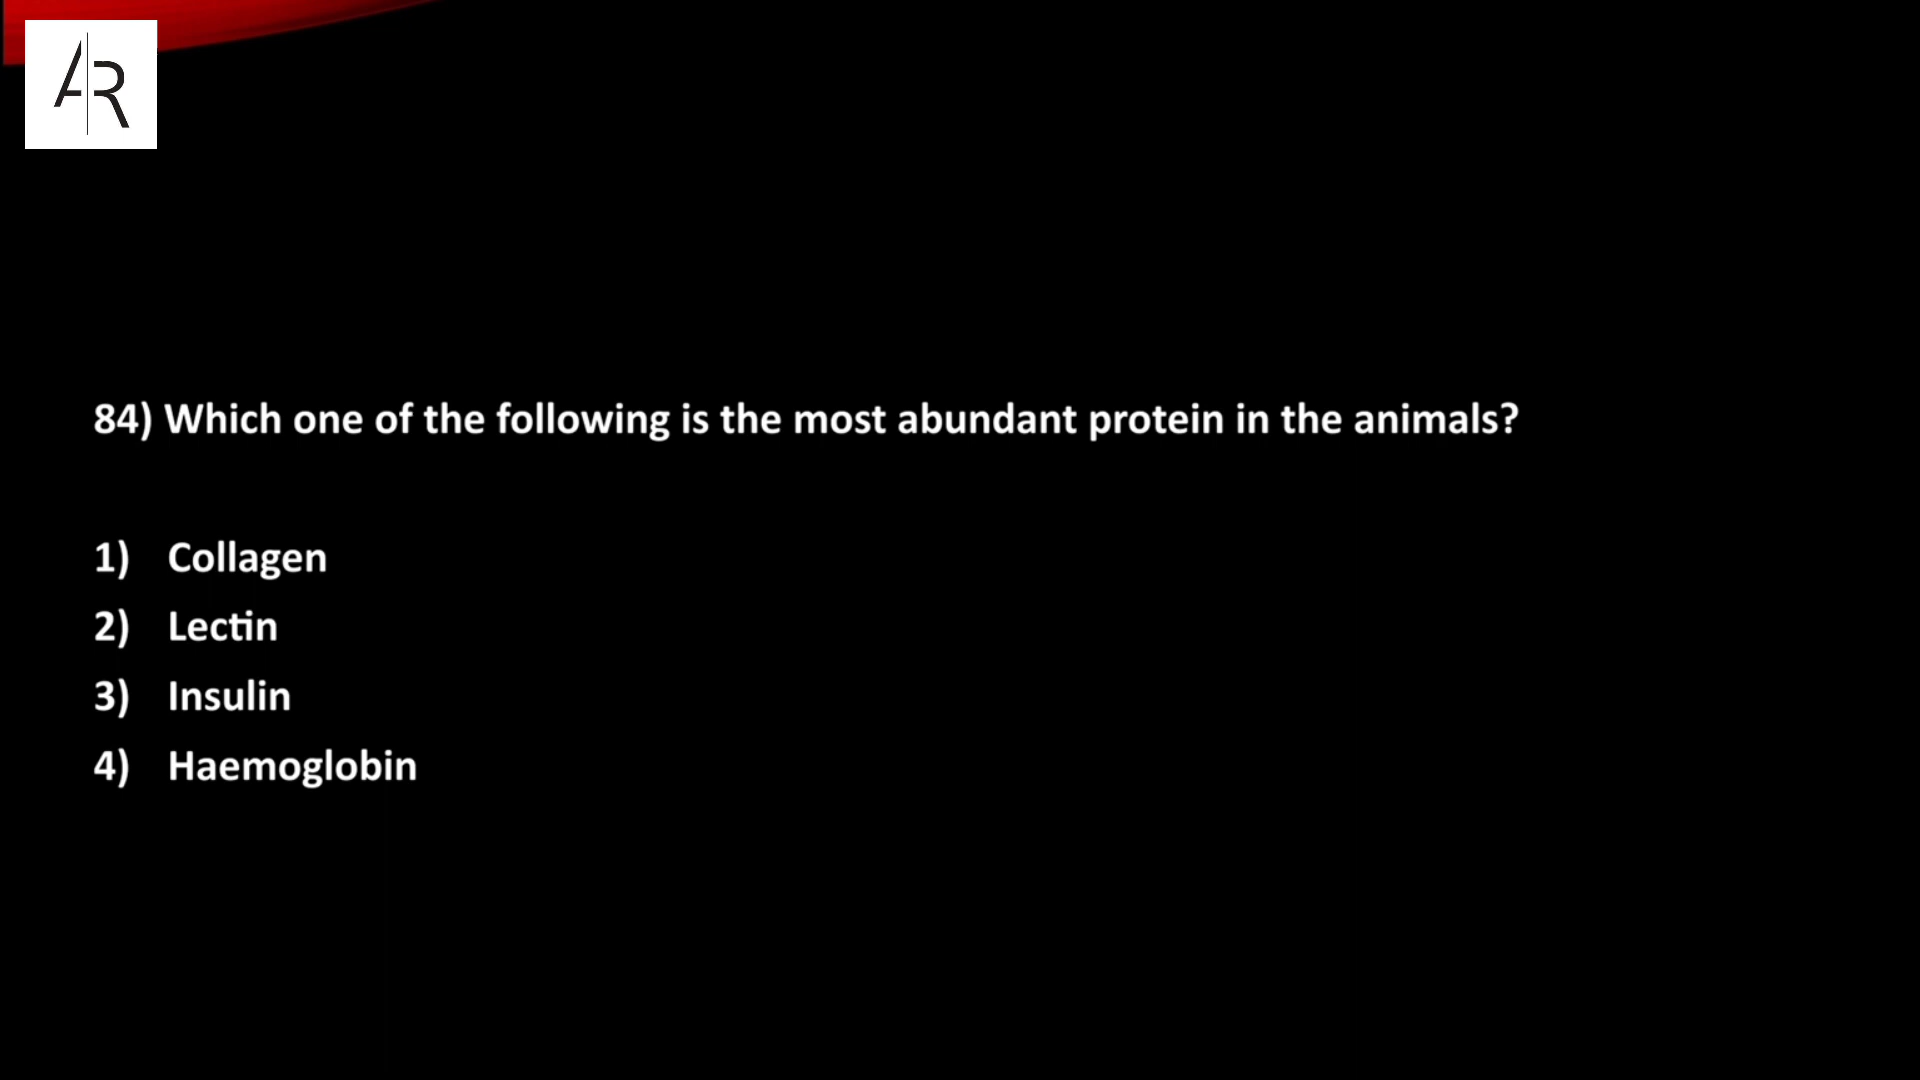 AR
84) Which one of the following is the most abundant protein in the animals?
1) Collagen
2) Lectin
3) Insulin
4) Haemoglobin